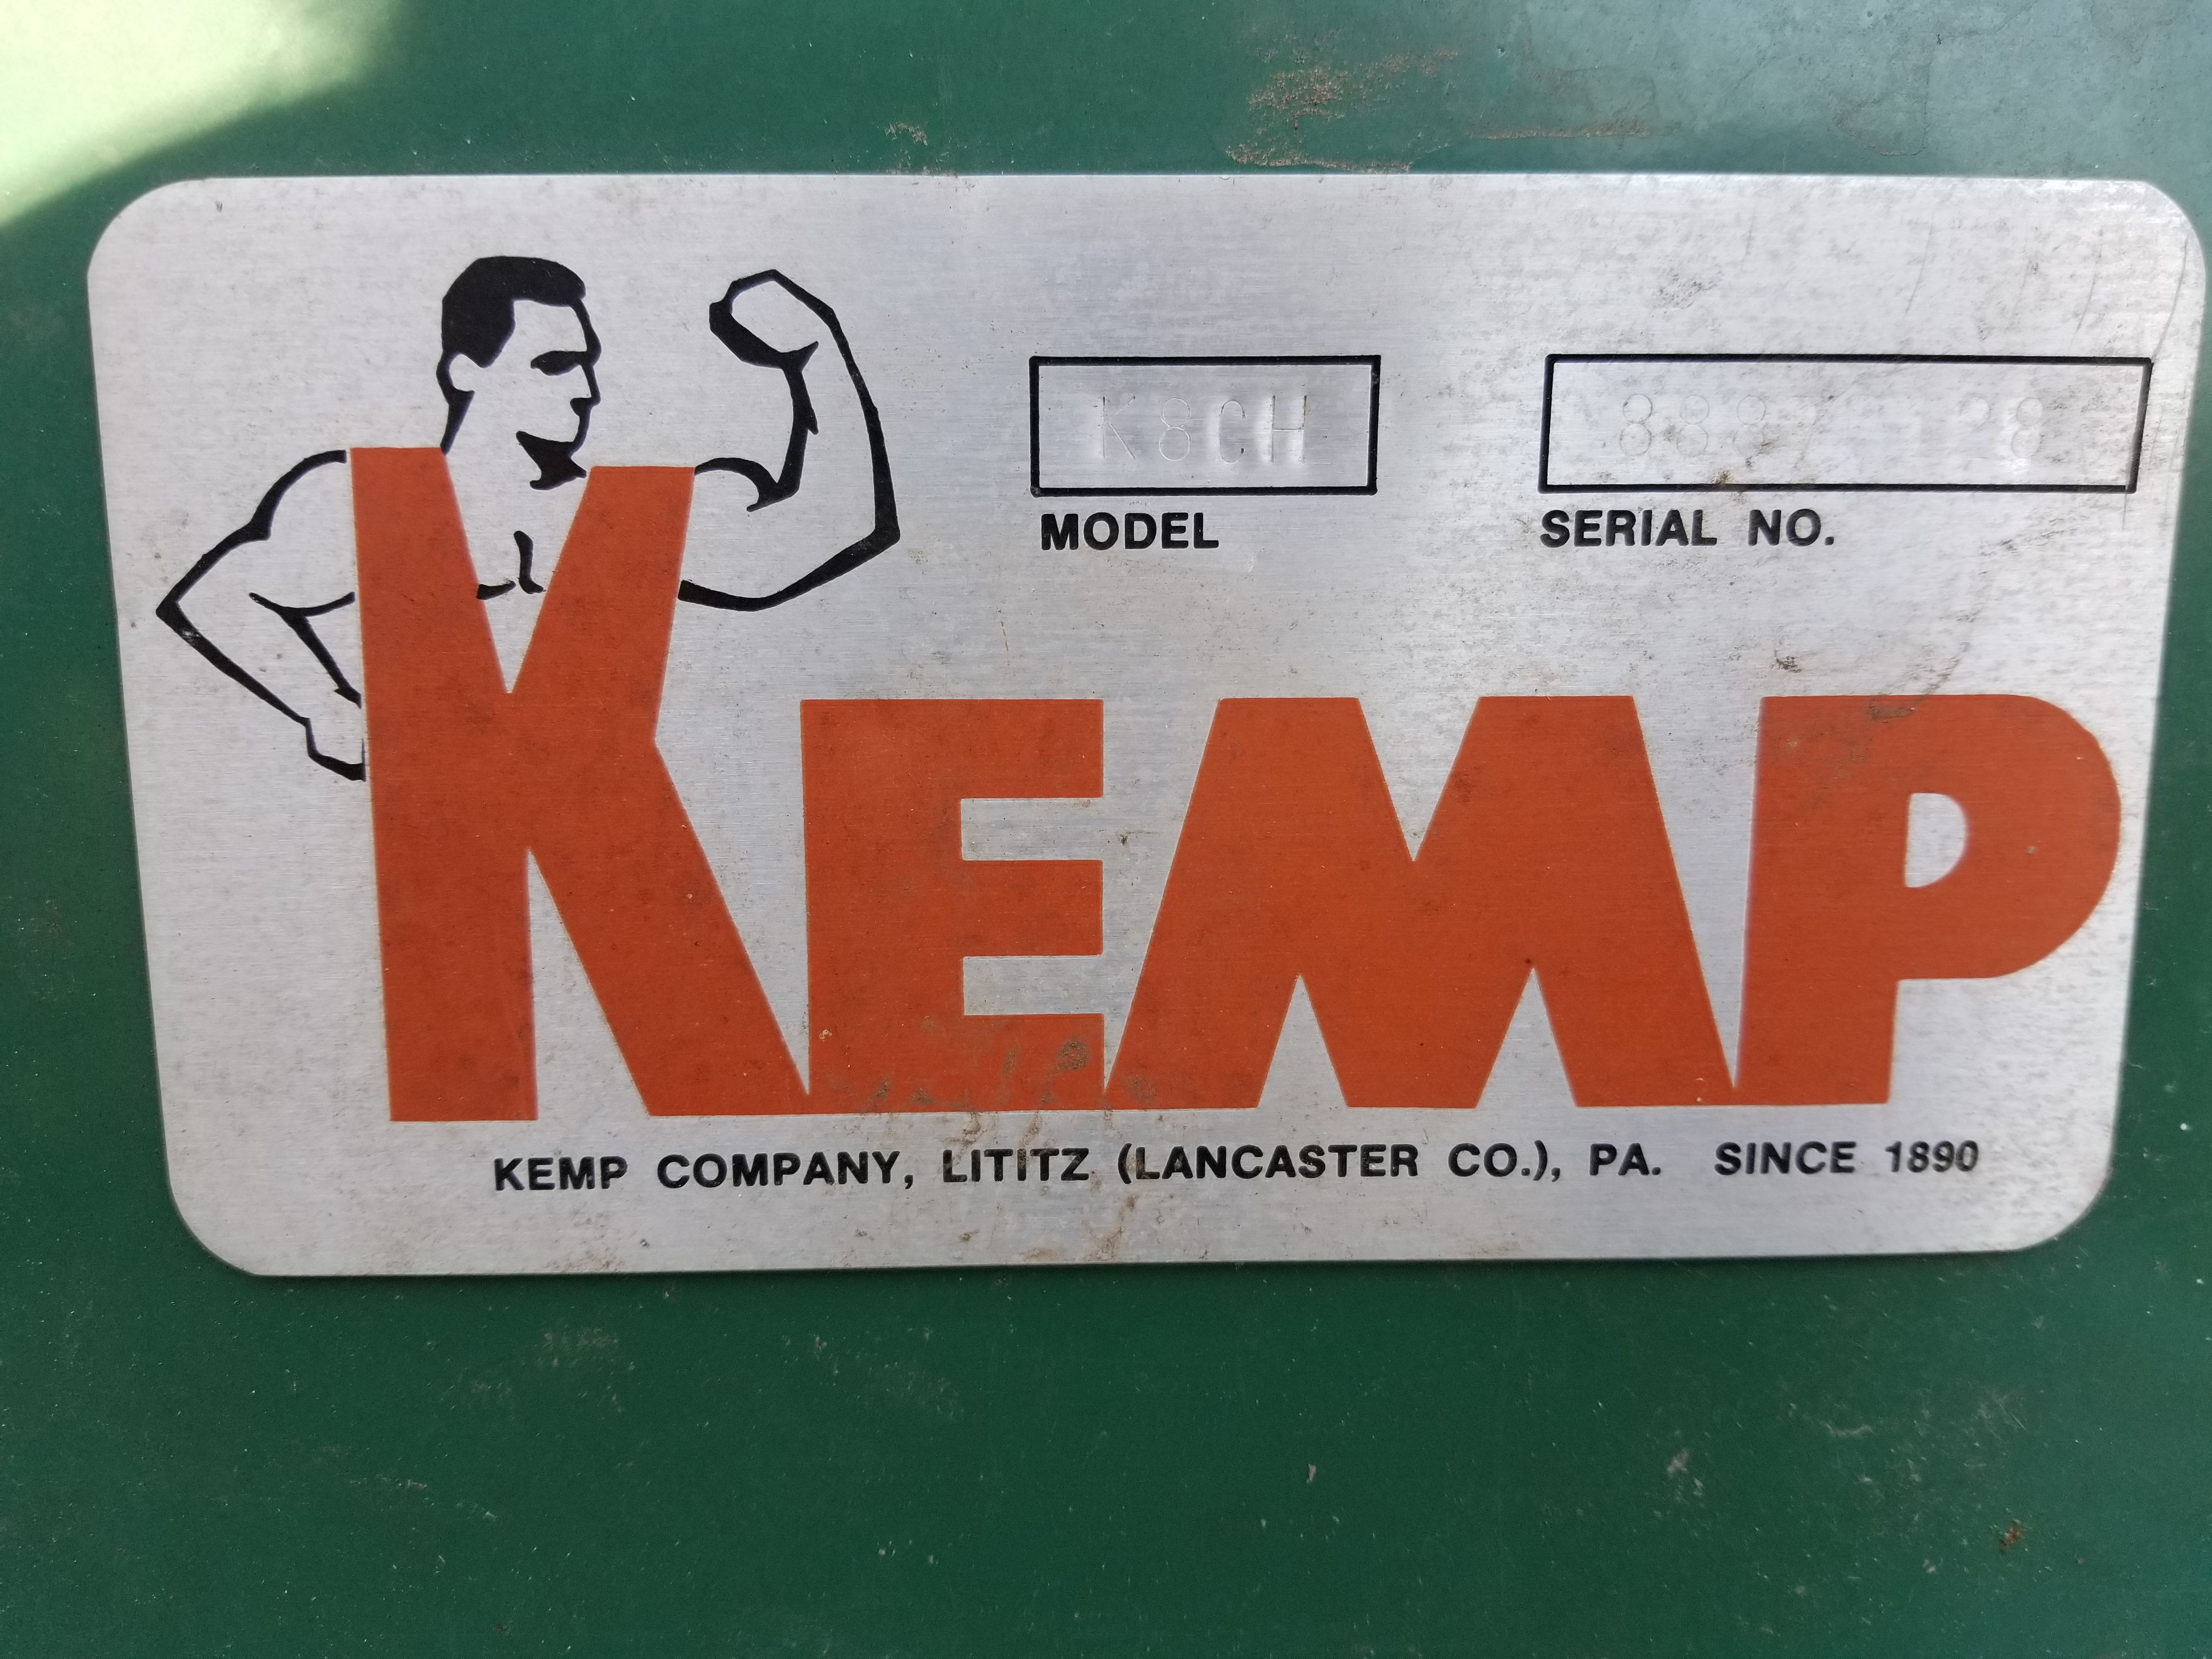 K8CH
MODEL
SERIAL NO.
KEMP
KEMP COMPANY, LITITZ (LANCASTER CO.), PA. SINCE 1890